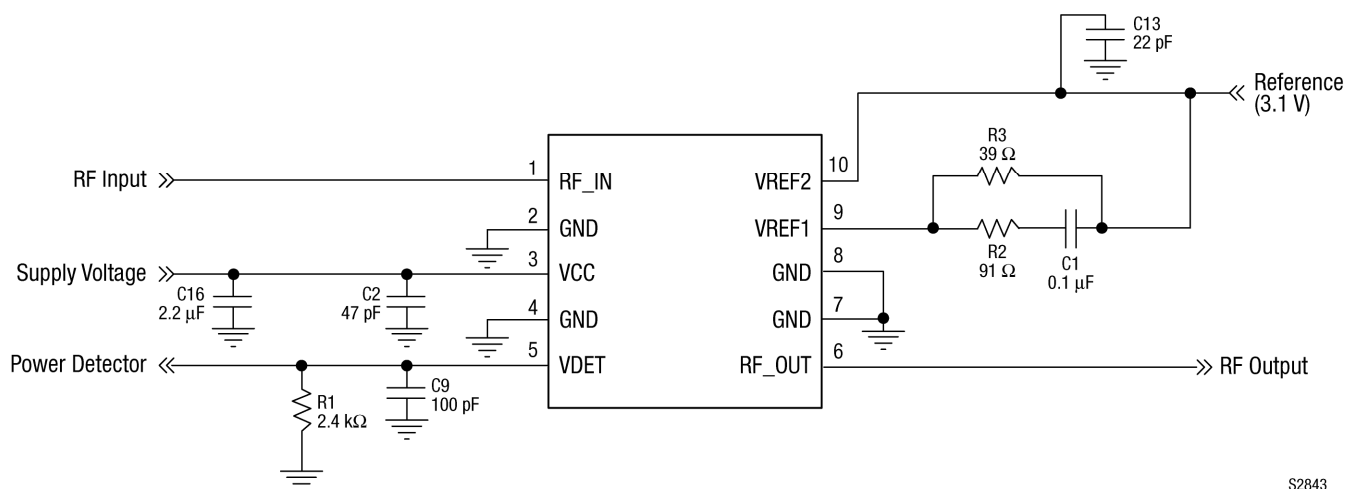 C13
22 pF
Reference
(3.1 V)
R3
39 Ω
RF Input
1
RF_IN
VREF2
10
2
GND
VREF1
9
R2
91 Ω
C1
0.1 μF
Supply Voltage
3
VCC
GND
8
C16
2.2 μF
C2
47 pF
4
GND
GND
7
Power Detector
5
VDET
RF_OUT
6
RF Output
R1
2.4 kΩ
C9
100 pF
S2843